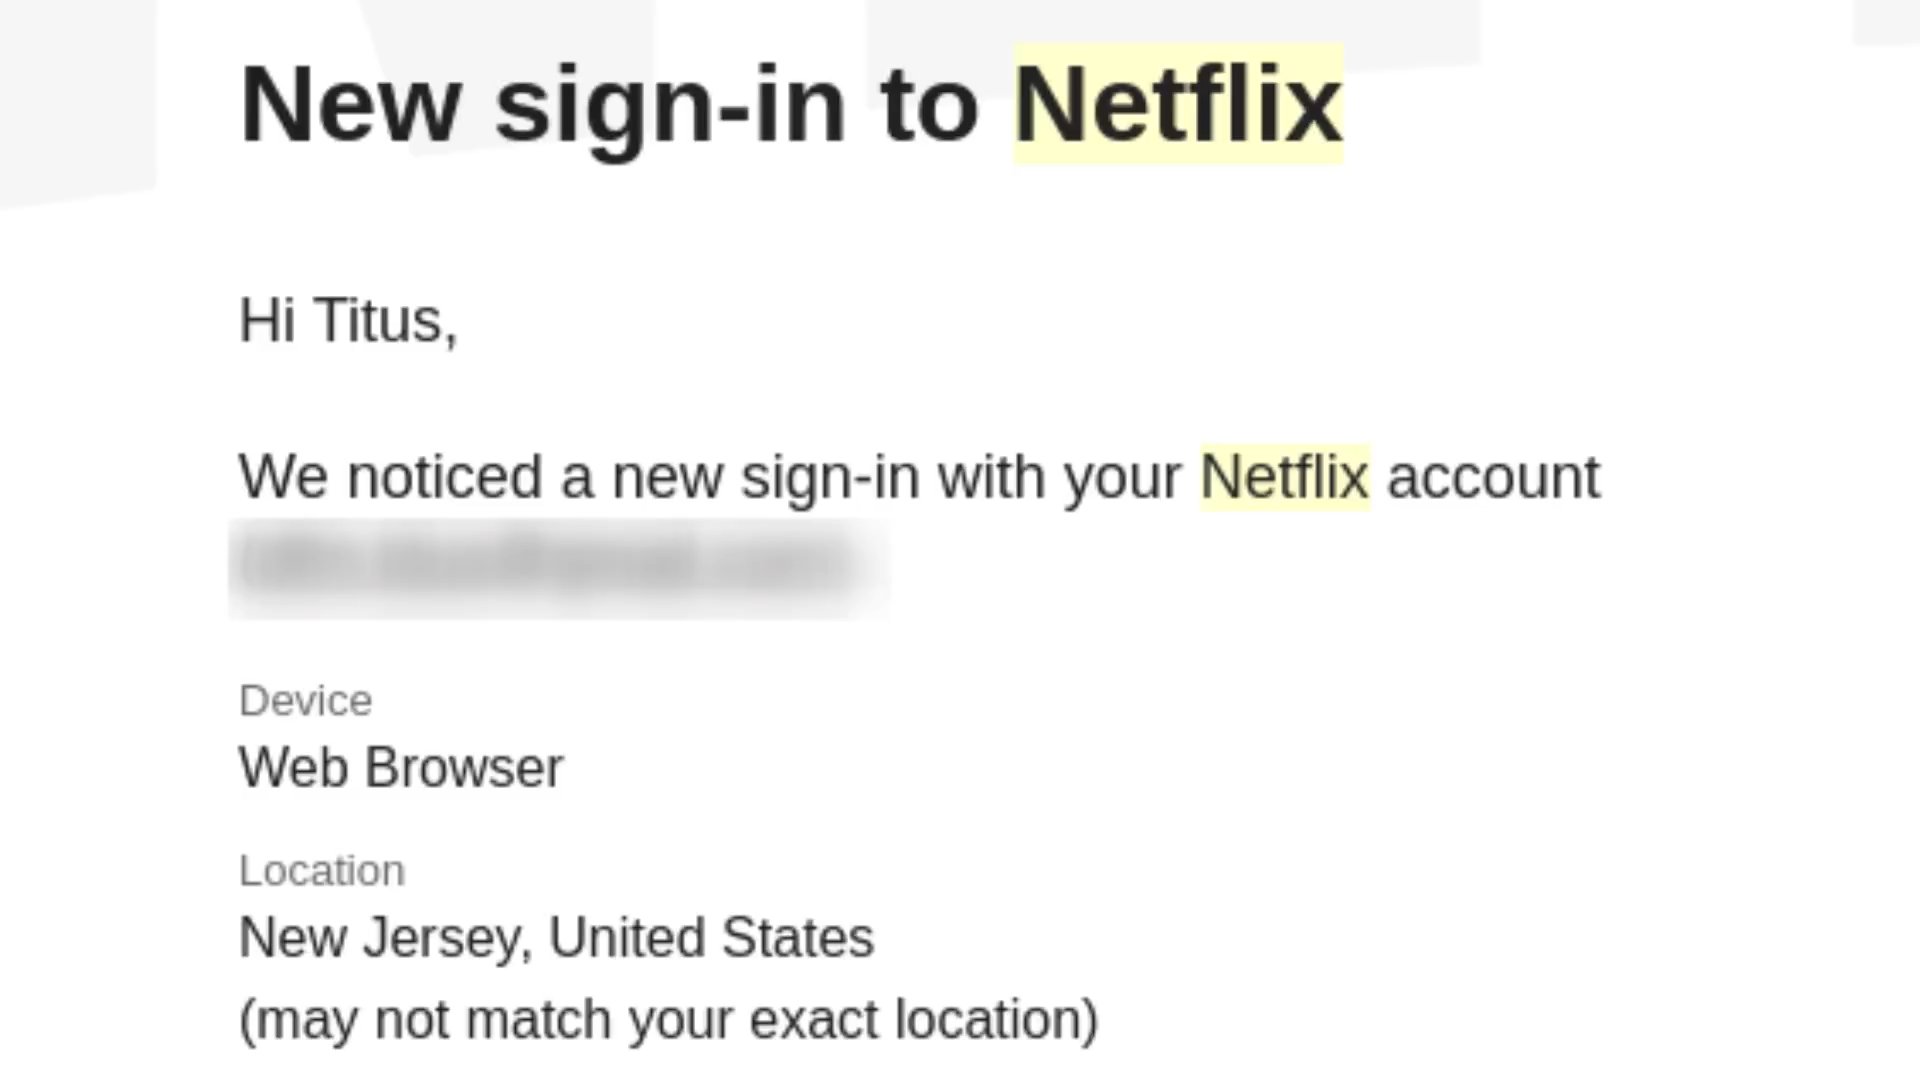 New sign-in to Netflix
Hi Titus,
We noticed a new sign-in with your Netflix account
Device
Web Browser
Location
New Jersey, United States
(may not match your exact location)